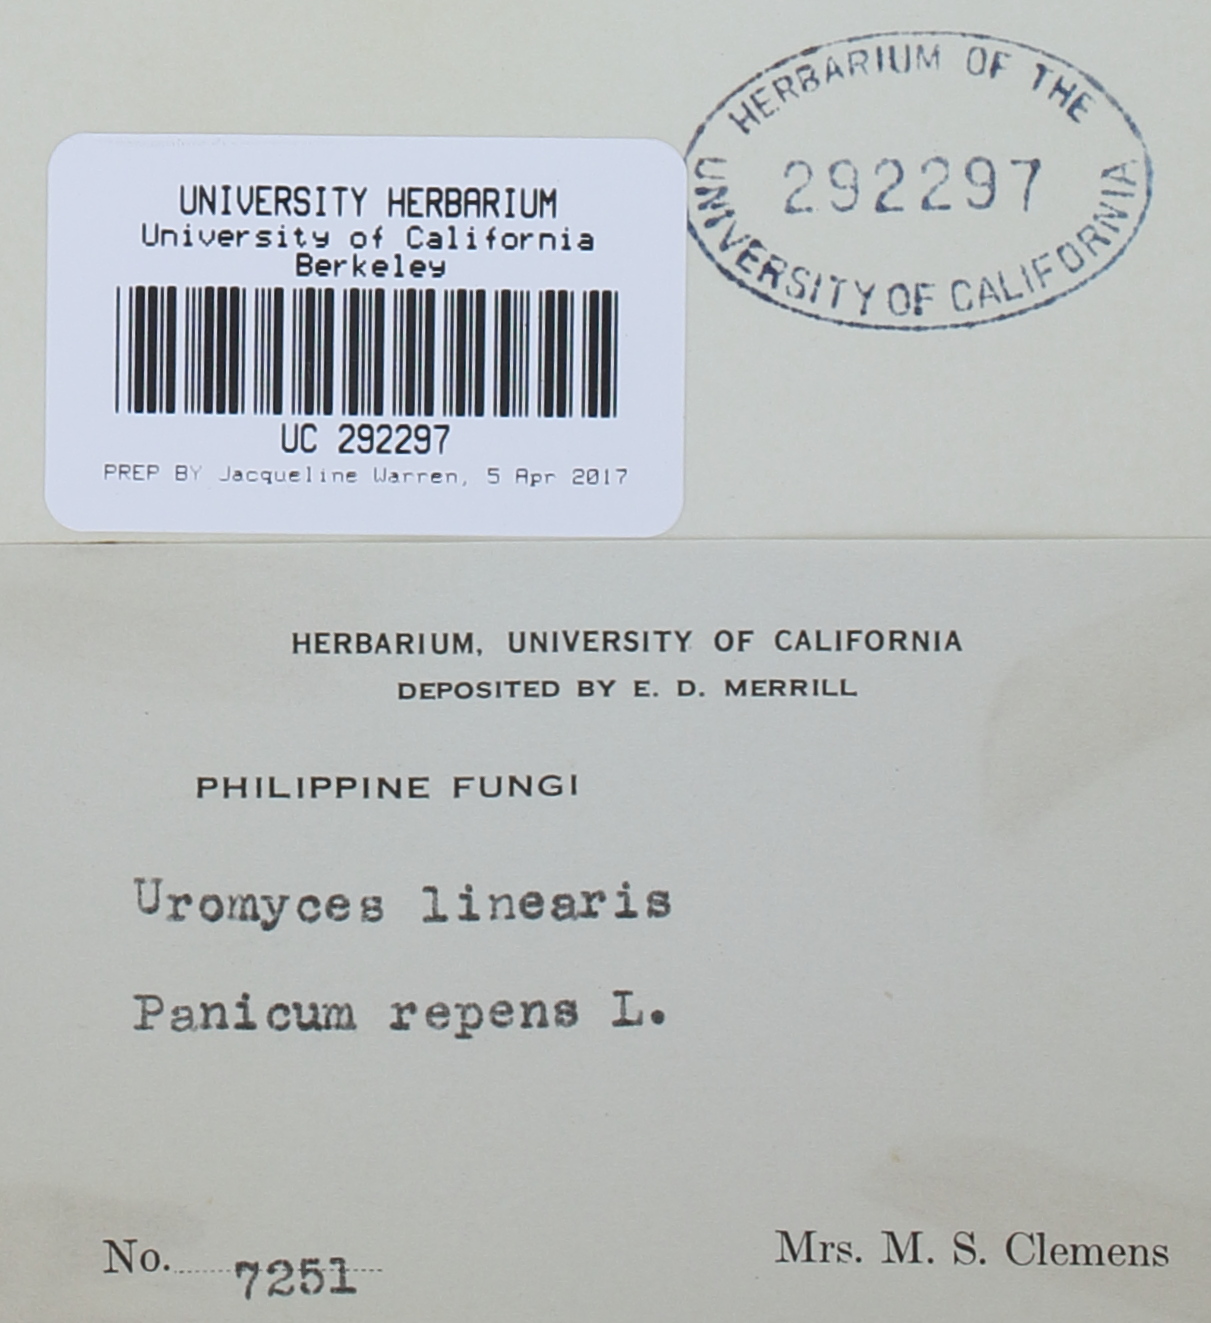 HERBARIUM OF THE
292297
UNIVERSITY OF CALIFORNIA
UNIVERSITY HERBARIUM
University of California
Berkeley
UC 292297
PREP BY Jacqueline Warren, 5 Apr 2017
HERBARIUM, UNIVERSITY OF CALIFORNIA
DEPOSITED BY E. D. MERRILL
PHILIPPINE FUNGI
Uromyces linearis
Panicum repens L.
No. 7251
Mrs. M. S. Clemens